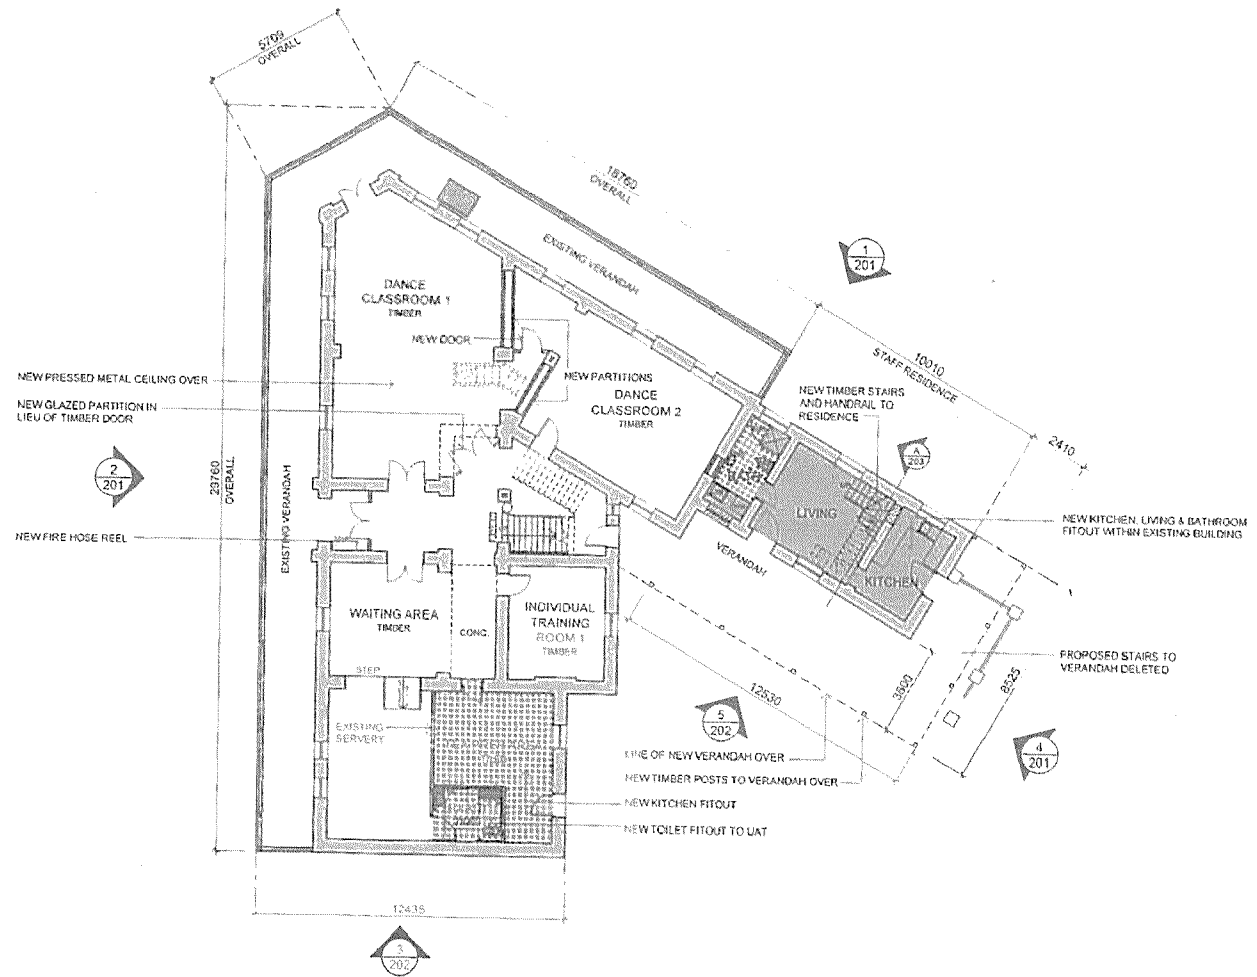 5709
OVERALL
18760
OVERALL
EXISTING VERANDAH
1
201
DANCE
CLASSROOM 1
TIMBER
NEW DOOR
10010
STAFF RESIDENCE
NEW PRESSED METAL CEILING OVER
NEW PARTITIONS
NEW TIMBER STAIRS
AND HANDRAIL TO
RESIDENCE
NEW GLAZED PARTITION IN
LIEU OF TIMBER DOOR
DANCE
CLASSROOM 2
TIMBER
2410
A
203
2
201
23760
OVERALL
EXISTING VERANDAH
LIVING
NEW KITCHEN, LIVING & BATHROOM
FITOUT WITHIN EXISTING BUILDING
NEW FIRE HOSE REEL
VERANDAH
KITCHEN
WAITING AREA
TIMBER
CONC.
INDIVIDUAL
TRAINING
ROOM 1
TIMBER
STEP
PROPOSED STAIRS TO
VERANDAH DELETED
12530
3600
8525
EXISTING
SERVERY
5
202
4
201
LINE OF NEW VERANDAH OVER
NEW TIMBER POSTS TO VERANDAH OVER
NEW KITCHEN FITOUT
NEW TOILET FITOUT TO UAT
12435
3
202